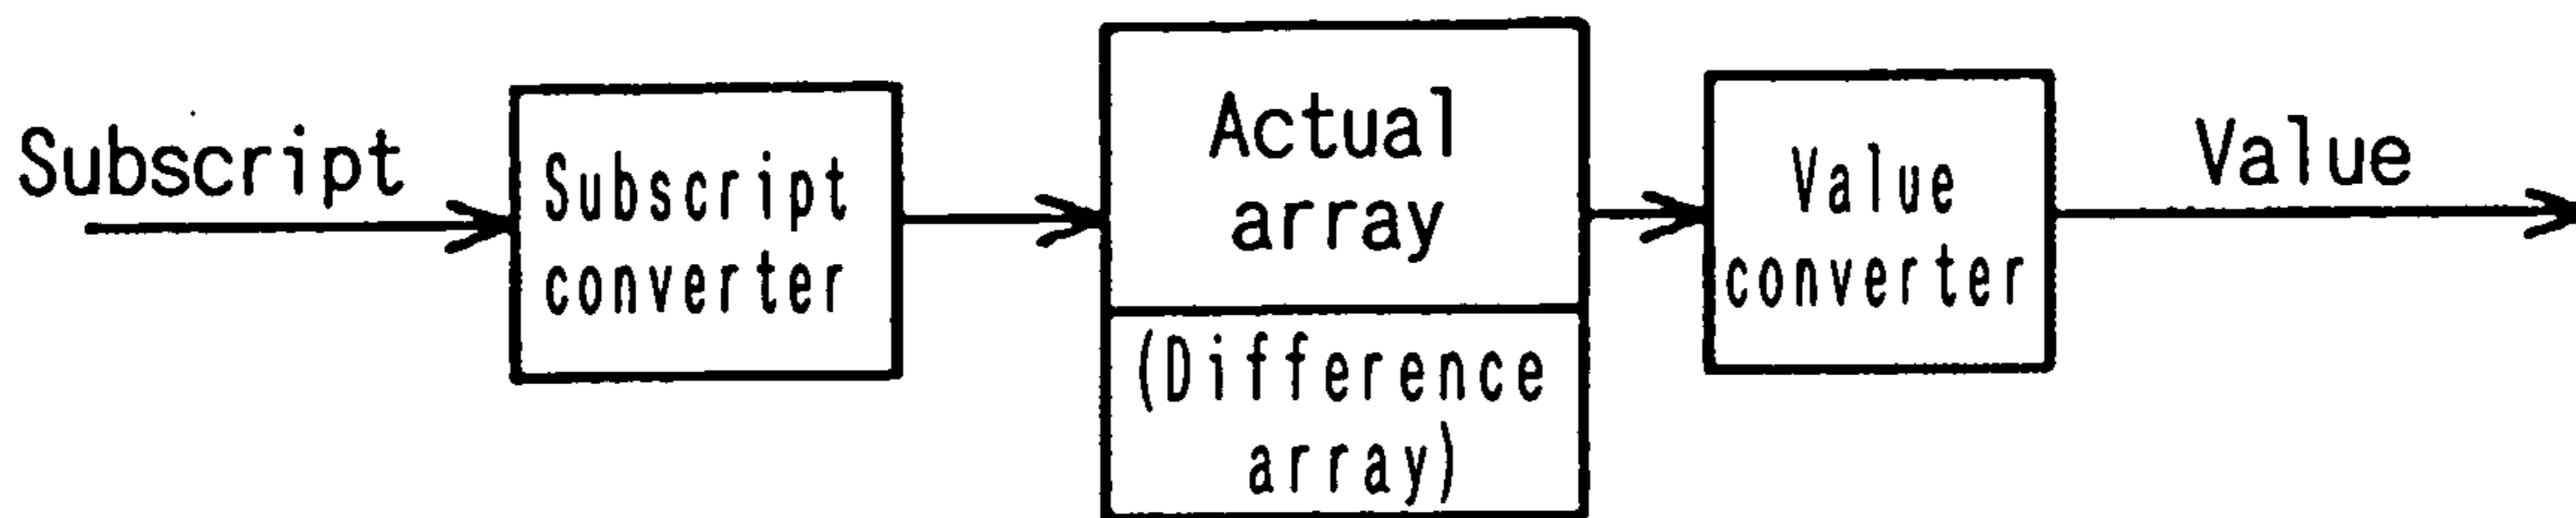 Subscript
Subscript
converter
Actual
array
(Difference
array)
Value
converter
Value